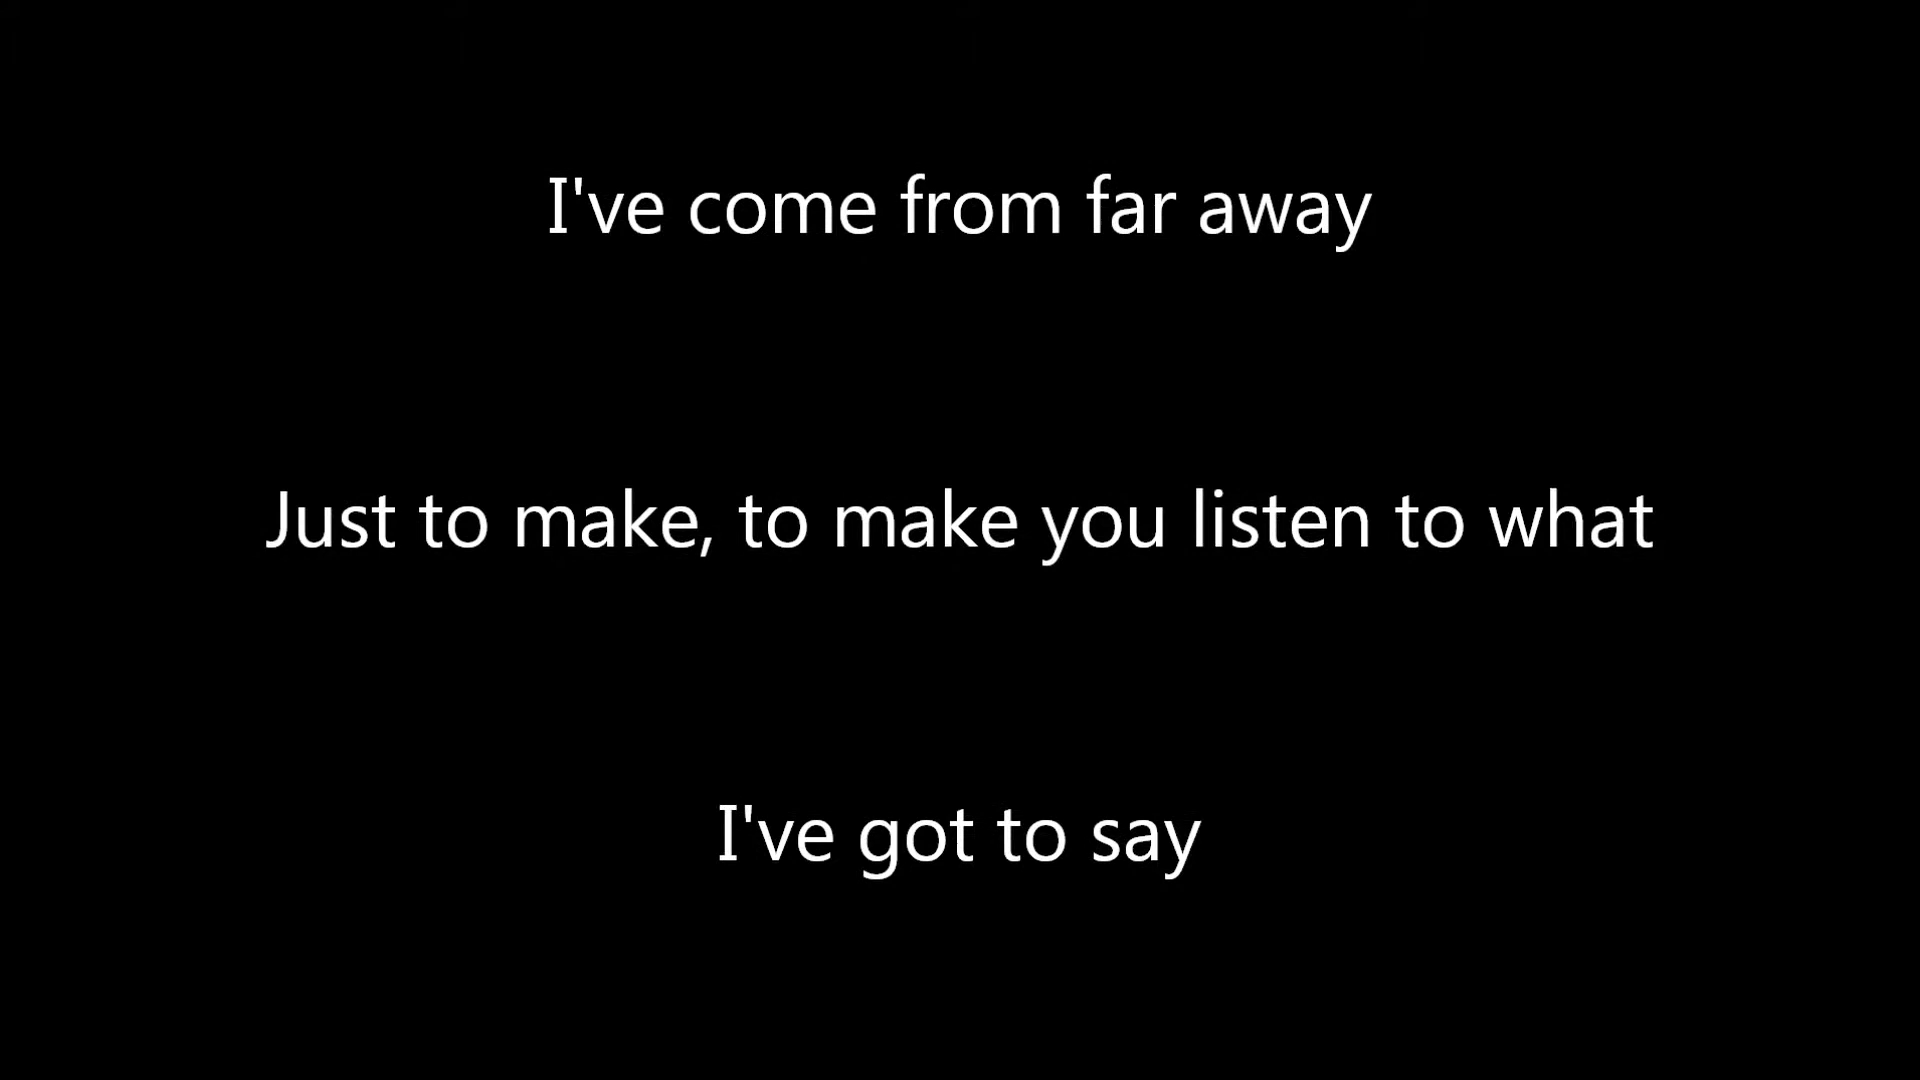 I've come from far away
Just to make, to make you listen to what
I've got to say